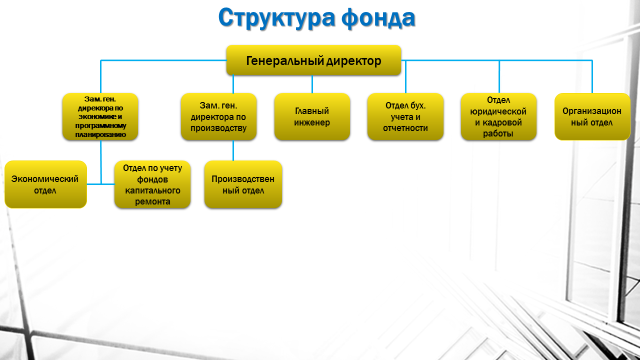 Структура фонда
Генеральный директор
Зам. ген.
директора по
экономике и
программному
планированию
Зам. ген.
директора по
производству
Главный
инженер
Отдел бух.
учета и
отчетности
Отдел
юридической
и кадровой
работы
Организацион
ный отдел
Экономический
отдел
Отдел по учету
фондов
капитального
ремонта
Производствен
ный отдел